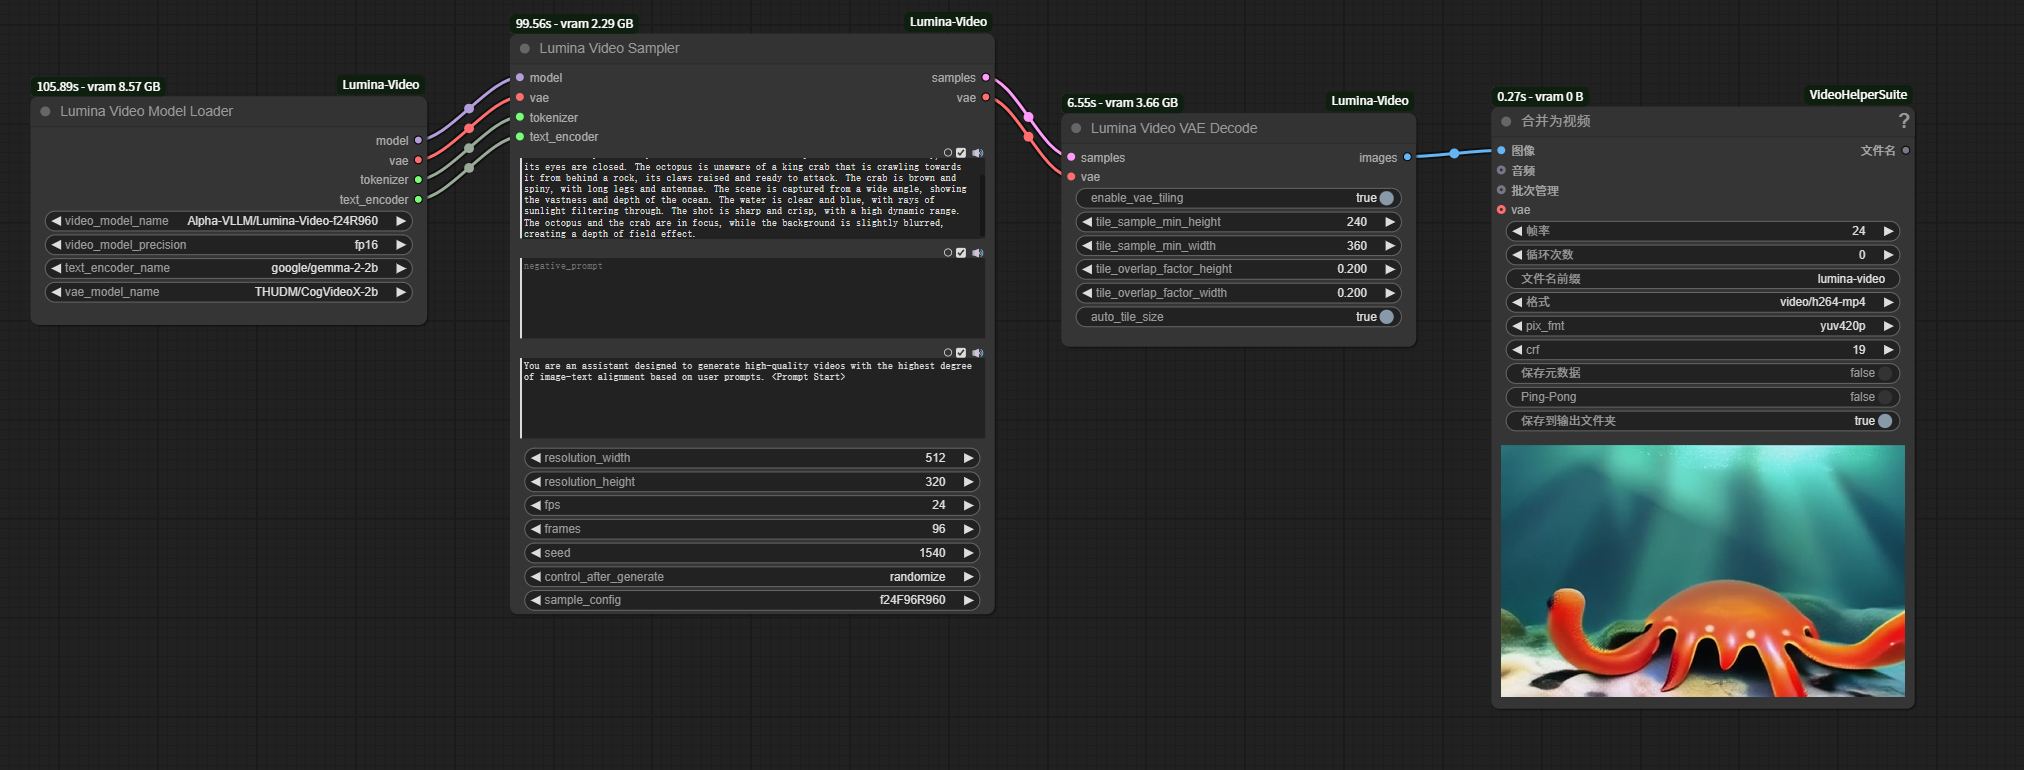 105.89s - vram 8.57 GB
Lumina-Video
Lumina Video Model Loader
model
vae
tokenizer
text_encoder
video_model_name Alpha-VLLM/Lumina-Video-f24R960
video_model_precision fp16
text_encoder_name google/gemma-2-2b
vae_model_name THUDM/CogVideoX-2b
99.56s - vram 2.29 GB
Lumina-Video
Lumina Video Sampler
model samples
vae vae
tokenizer
text_encoder
its eyes are closed. The octopus is unaware of a king crab that is crawling towards
it from behind a rock, its claws raised and ready to attack. The crab is brown and
spiny, with long legs and antennae. The scene is captured from a wide angle, showing
the vastness and depth of the ocean. The water is clear and blue, with rays of
sunlight filtering through. The shot is sharp and crisp, with a high dynamic range.
The octopus and the crab are in focus, while the background is slightly blurred,
creating a depth of field effect.
negative_prompt
You are an assistant designed to generate high-quality videos with the highest degree
of image-text alignment based on user prompts. <Prompt Start>
resolution_width 512
resolution_height 320
fps 24
frames 96
seed 1540
control_after_generate randomize
sample_config f24F96R960
6.55s - vram 3.66 GB
Lumina-Video
Lumina Video VAE Decode
samples images
vae
enable_vae_tiling true
tile_sample_min_height 240
tile_sample_min_width 360
tile_overlap_factor_height 0.200
tile_overlap_factor_width 0.200
auto_tile_size true
0.27s - vram 0 B
VideoHelperSuite
合并为视频 ?
图像 文件名
音频
批次管理
vae
帧率 24
循环次数 0
文件名前缀 lumina-video
格式 video/h264-mp4
pix_fmt yuv420p
crf 19
保存元数据 false
Ping-Pong false
保存到输出文件夹 true